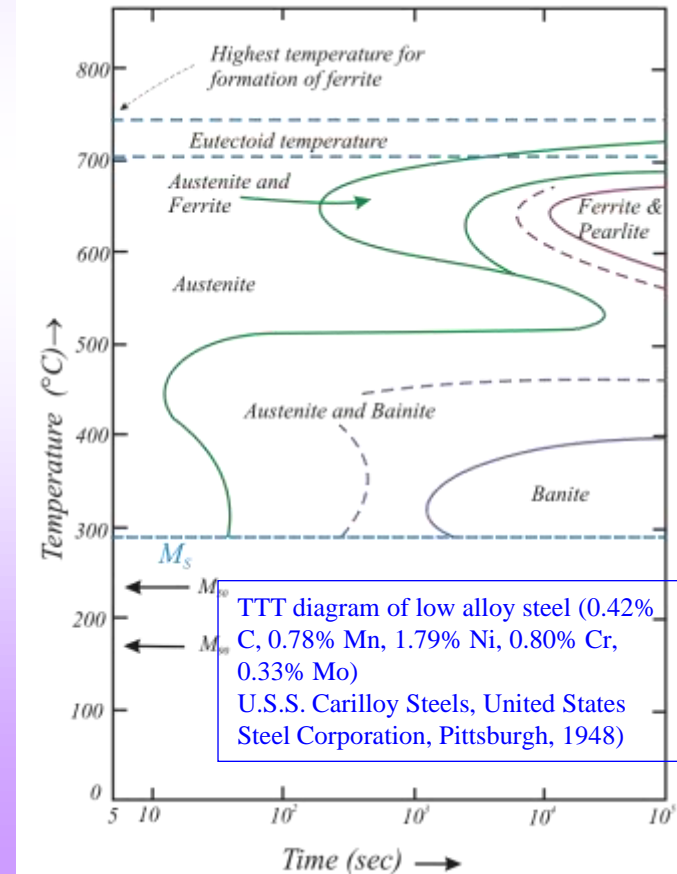 800
Highest temperature for
formation of ferrite
Eutectoid temperature
700
Austenite and
Ferrite
Ferrite &
Pearlite
600
Austenite
500
Temperature (°C)→
Austenite and Bainite
400
Banite
300
Ms
200
100
0
TTT diagram of low alloy steel (0.42%
C, 0.78% Mn, 1.79% Ni, 0.80% Cr,
0.33% Mo)
U.S.S. Carilloy Steels, United States
Steel Corporation, Pittsburgh, 1948)
5 10 10² 10³ 10⁴ 10⁵
Time (sec) →